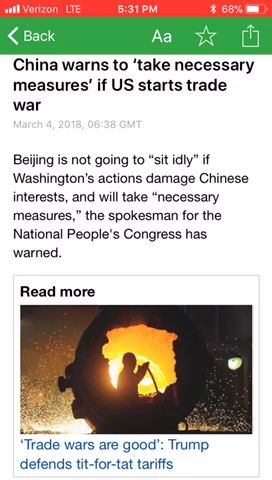 Verizon LTE 5:31 PM 68%
Back Aa
China warns to ‘take necessary
measures’ if US starts trade
war
March 4, 2018, 06:38 GMT
Beijing is not going to “sit idly” if
Washington’s actions damage Chinese
interests, and will take “necessary
measures,” the spokesman for the
National People's Congress has
warned.
Read more
‘Trade wars are good’: Trump
defends tit-for-tat tariffs